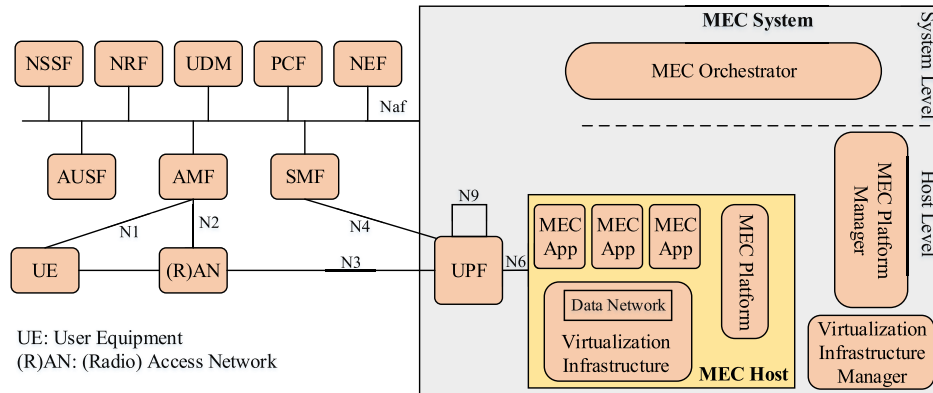 MEC System
System Level
NSSF
NRF
UDM
PCF
NEF
MEC Orchestrator
Naf
AUSF
AMF
SMF
MEC Platform
Manager
Host Level
N1
N2
N4
N9
UE
(R)AN
N3
UPF
N6
MEC
App
MEC
App
MEC
App
MEC Platform
Data Network
Virtualization
Infrastructure
MEC Host
Virtualization
Infrastructure
Manager
UE: User Equipment
(R)AN: (Radio) Access Network